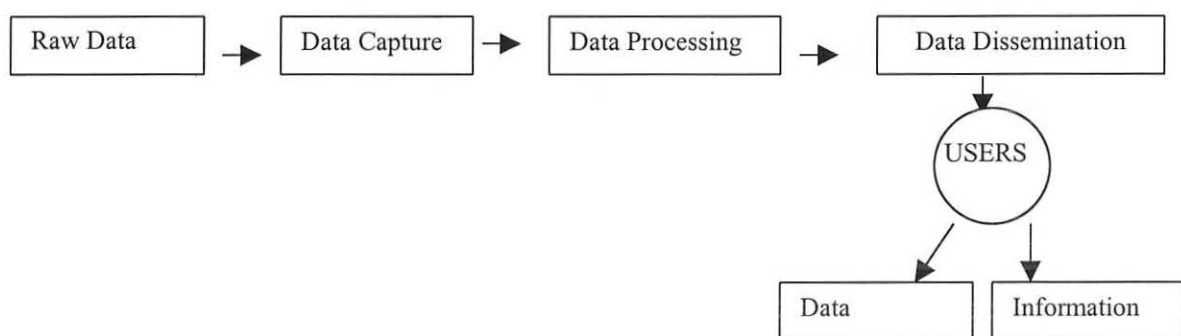 Raw Data
Data Capture
Data Processing
Data Dissemination
USERS
Data
Information